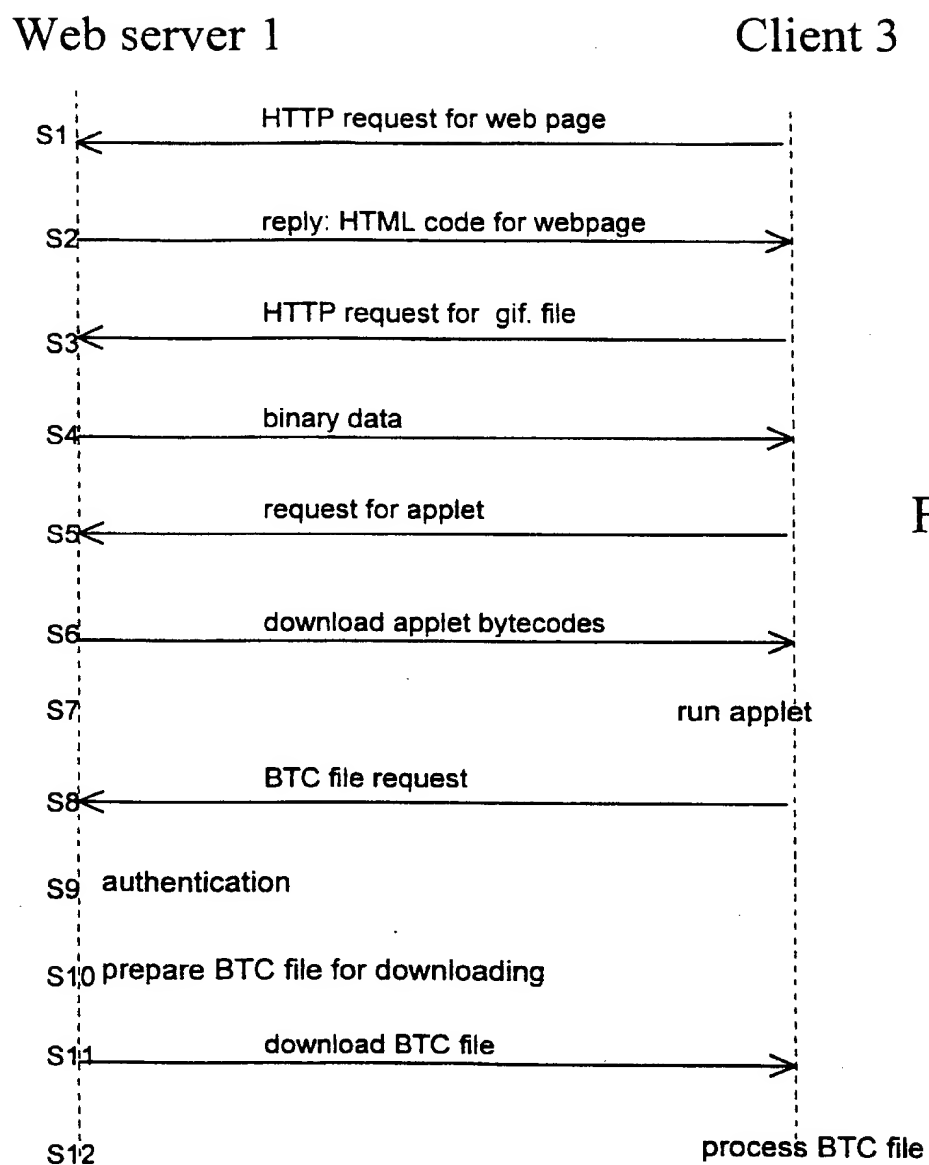 Web server 1 Client 3
S1 HTTP request for web page
S2 reply: HTML code for webpage
S3 HTTP request for gif. file
S4 binary data
S5 request for applet
F
S6 download applet bytecodes
S7 run applet
S8 BTC file request
S9 authentication
S10 prepare BTC file for downloading
S11 download BTC file
S12 process BTC file